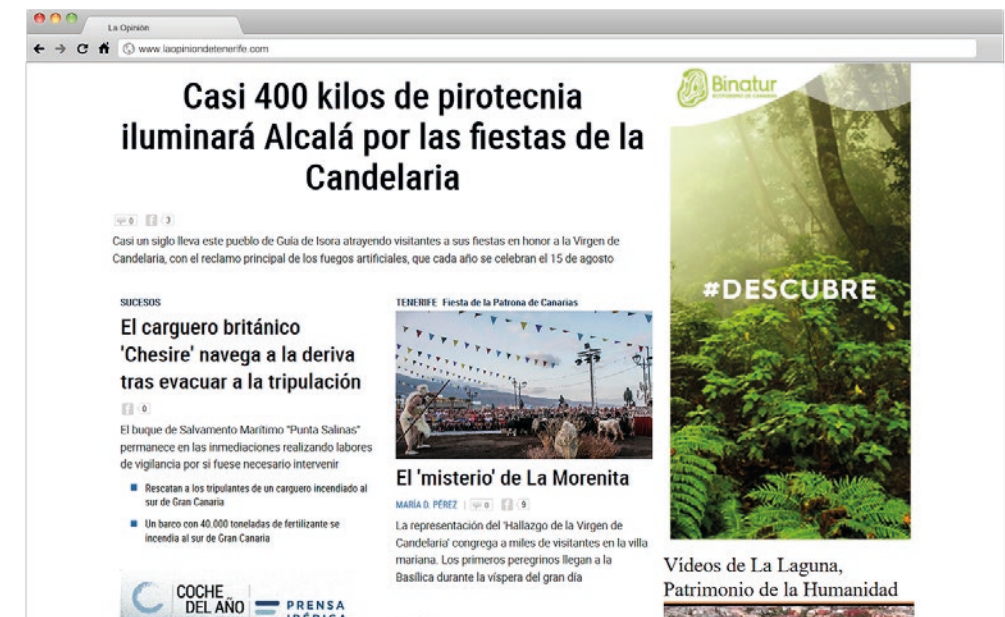 La Opinión
www.laopiniondetenerife.com
Casi 400 kilos de pirotecnia
iluminará Alcalá por las fiestas de la
Candelaria
0 3
Casi un siglo lleva este pueblo de Guía de Isora atrayendo visitantes a sus fiestas en honor a la Virgen de
Candelaria, con el reclamo principal de los fuegos artificiales, que cada año se celebran el 15 de agosto
SUCESOS
El carguero británico
'Chesire' navega a la deriva
tras evacuar a la tripulación
0
El buque de Salvamento Marítimo "Punta Salinas"
permanece en las inmediaciones realizando labores
de vigilancia por si fuese necesario intervenir
Rescatan a los tripulantes de un carguero incendiado al
sur de Gran Canaria
Un barco con 40.000 toneladas de fertilizante se
incendia al sur de Gran Canaria
COCHE
DEL AÑO
PRENSA
IBÉRICA
TENERIFE Fiesta de la Patrona de Canarias
El 'misterio' de La Morenita
MARÍA D. PÉREZ | 0 9
La representación del 'Hallazgo de la Virgen de
Candelaria' congrega a miles de visitantes en la villa
mariana. Los primeros peregrinos llegan a la
Basílica durante la víspera del gran día
Binatur
#DESCUBRE
Vídeos de La Laguna,
Patrimonio de la Humanidad